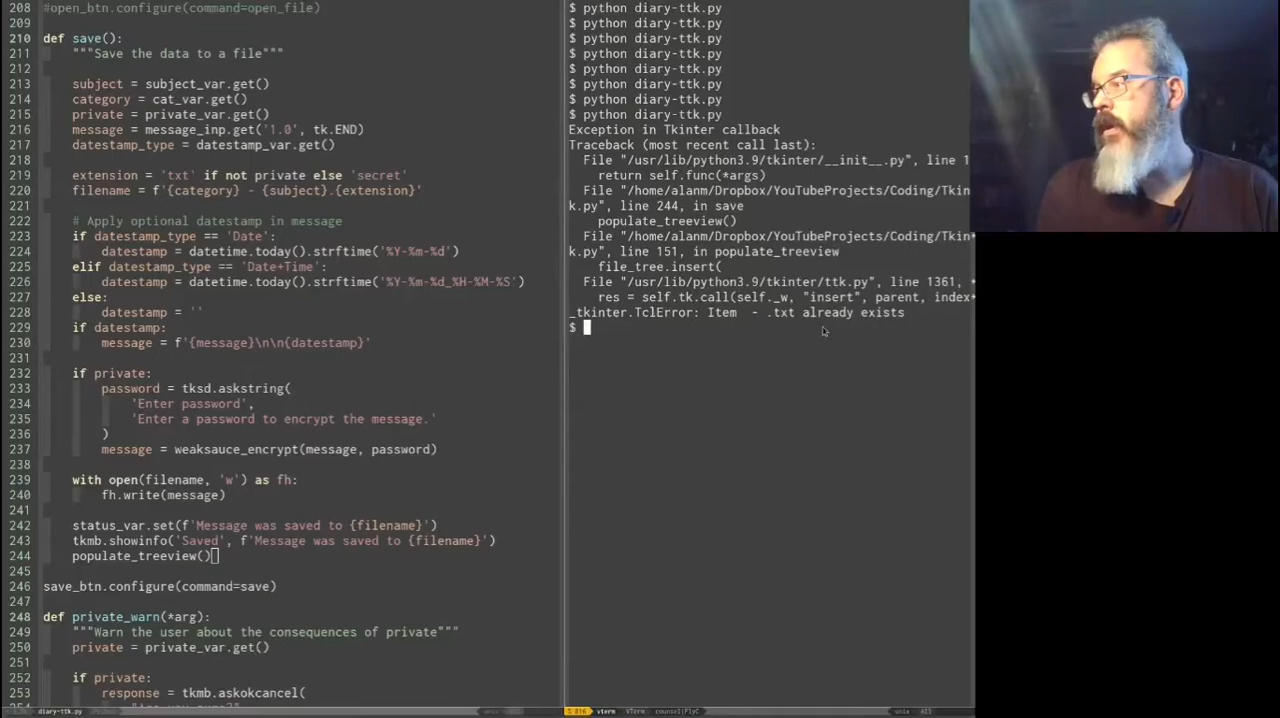 208 #open_btn.configure(command=open_file)
209
210 def save():
211 """Save the data to a file"""
212
213 subject = subject_var.get()
214 category = cat_var.get()
215 private = private_var.get()
216 message = message_inp.get('1.0', tk.END)
217 datestamp_type = datestamp_var.get()
218
219 extension = 'txt' if not private else 'secret'
220 filename = f'{category} - {subject}.{extension}'
221
222 # Apply optional datestamp in message
223 if datestamp_type == 'Date':
224 datestamp = datetime.today().strftime('%Y-%m-%d')
225 elif datestamp_type == 'Date+Time':
226 datestamp = datetime.today().strftime('%Y-%m-%d_%H-%M-%S')
227 else:
228 datestamp = ''
229 if datestamp:
230 message = f'{message}\n\n{datestamp}'
231
232 if private:
233 password = tksd.askstring(
234 'Enter password',
235 'Enter a password to encrypt the message.'
236 )
237 message = weaksauce_encrypt(message, password)
238
239 with open(filename, 'w') as fh:
240 fh.write(message)
241
242 status_var.set(f'Message was saved to {filename}')
243 tkmb.showinfo('Saved', f'Message was saved to {filename}')
244 populate_treeview()
245
246 save_btn.configure(command=save)
247
248 def private_warn(*arg):
249 """Warn the user about the consequences of private"""
250 private = private_var.get()
251
252 if private:
253 response = tkmb.askokcancel(
diary-ttk.py
$ python diary-ttk.py
$ python diary-ttk.py
$ python diary-ttk.py
$ python diary-ttk.py
$ python diary-ttk.py
$ python diary-ttk.py
$ python diary-ttk.py
$ python diary-ttk.py
Exception in Tkinter callback
Traceback (most recent call last):
File "/usr/lib/python3.9/tkinter/__init__.py", line 1
return self.func(*args)
File "/home/alanm/Dropbox/YouTubeProjects/Coding/Tkin
k.py", line 244, in save
populate_treeview()
File "/home/alanm/Dropbox/YouTubeProjects/Coding/Tkin
k.py", line 151, in populate_treeview
file_tree.insert(
File "/usr/lib/python3.9/tkinter/ttk.py", line 1361,
res = self.tk.call(self._w, "insert", parent, index
_tkinter.TclError: Item - .txt already exists
$
816 vterm VTerm